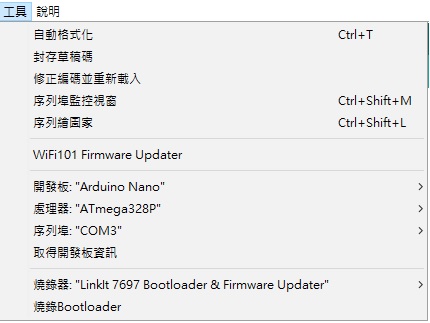 工具 說明
自動格式化 Ctrl+T
封存草稿碼
修正編碼並重新載入
序列埠監控視窗 Ctrl+Shift+M
序列繪圖家 Ctrl+Shift+L
WiFi101 Firmware Updater
開發板: "Arduino Nano"
處理器: "ATmega328P"
序列埠: "COM3"
取得開發板資訊
燒錄器: "LinkIt 7697 Bootloader & Firmware Updater"
燒錄Bootloader